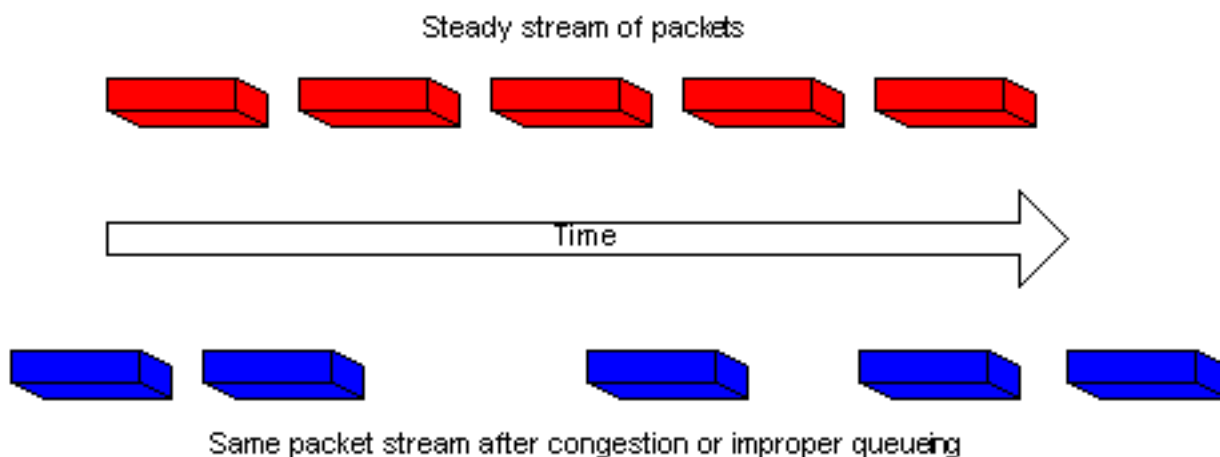 Steady stream of packets
Time
Same packet stream after congestion or improper queueing